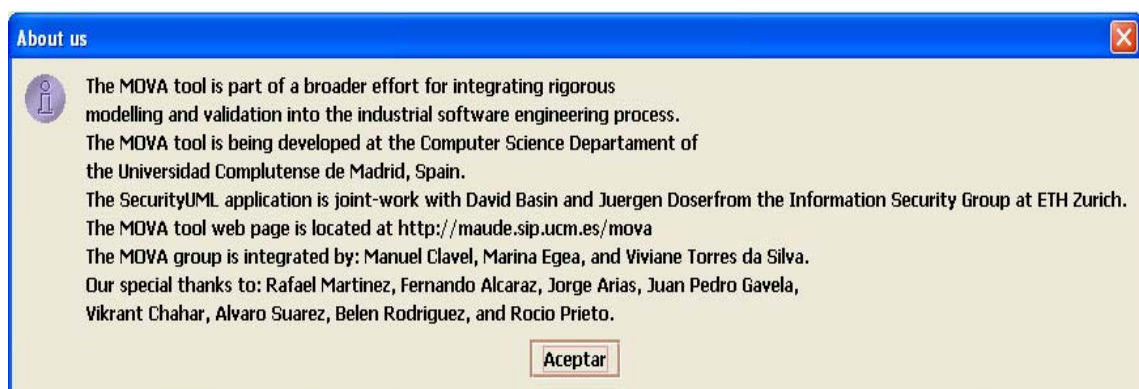 About us
The MOVA tool is part of a broader effort for integrating rigorous
modelling and validation into the industrial software engineering process.
The MOVA tool is being developed at the Computer Science Departament of
the Universidad Complutense de Madrid, Spain.
The SecurityUML application is joint-work with David Basin and Juergen Doserfrom the Information Security Group at ETH Zurich.
The MOVA tool web page is located at http://maude.sip.ucm.es/mova
The MOVA group is integrated by: Manuel Clavel, Marina Egea, and Viviane Torres da Silva.
Our special thanks to: Rafael Martinez, Fernando Alcaraz, Jorge Arias, Juan Pedro Gavela,
Vikrant Chahar, Alvaro Suarez, Belen Rodriguez, and Rocio Prieto.
Aceptar